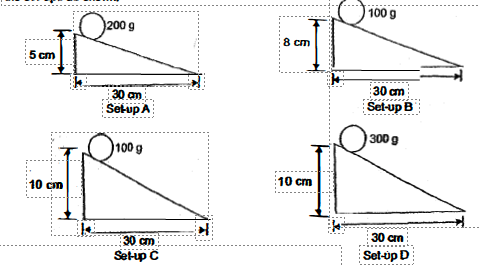 200 g
5 cm
30 cm
Set-up A
100 g
8 cm
30 cm
Set-up B
100 g
10 cm
30 cm
Set-up C
300 g
10 cm
30 cm
Set-up D